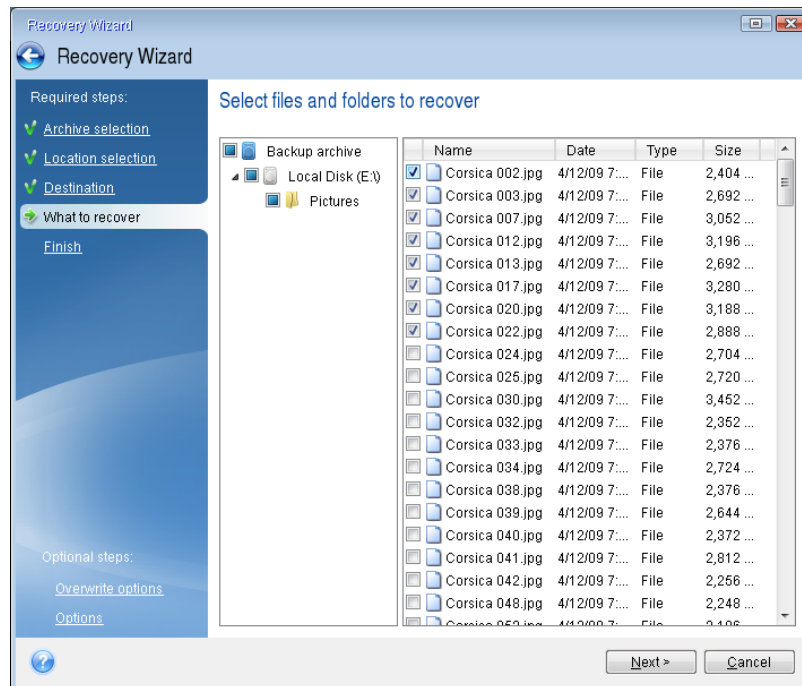 Recovery Wizard
Recovery Wizard
Required steps:
Archive selection
Location selection
Destination
What to recover
Finish
Optional steps:
Overwrite options
Options
Select files and folders to recover
Backup archive
Local Disk (E:\)
Pictures
Name Date Type Size
Corsica 002.jpg 4/12/09 7:... File 2,404 ...
Corsica 003.jpg 4/12/09 7:... File 2,692 ...
Corsica 007.jpg 4/12/09 7:... File 3,052 ...
Corsica 012.jpg 4/12/09 7:... File 3,196 ...
Corsica 013.jpg 4/12/09 7:... File 2,692 ...
Corsica 017.jpg 4/12/09 7:... File 3,280 ...
Corsica 020.jpg 4/12/09 7:... File 3,188 ...
Corsica 022.jpg 4/12/09 7:... File 2,888 ...
Corsica 024.jpg 4/12/09 7:... File 2,704 ...
Corsica 025.jpg 4/12/09 7:... File 2,720 ...
Corsica 030.jpg 4/12/09 7:... File 3,452 ...
Corsica 032.jpg 4/12/09 7:... File 2,352 ...
Corsica 033.jpg 4/12/09 7:... File 2,376 ...
Corsica 034.jpg 4/12/09 7:... File 2,724 ...
Corsica 038.jpg 4/12/09 7:... File 2,376 ...
Corsica 039.jpg 4/12/09 7:... File 2,644 ...
Corsica 040.jpg 4/12/09 7:... File 2,372 ...
Corsica 041.jpg 4/12/09 7:... File 2,812 ...
Corsica 042.jpg 4/12/09 7:... File 2,256 ...
Corsica 048.jpg 4/12/09 7:... File 2,248 ...
Next >
Cancel